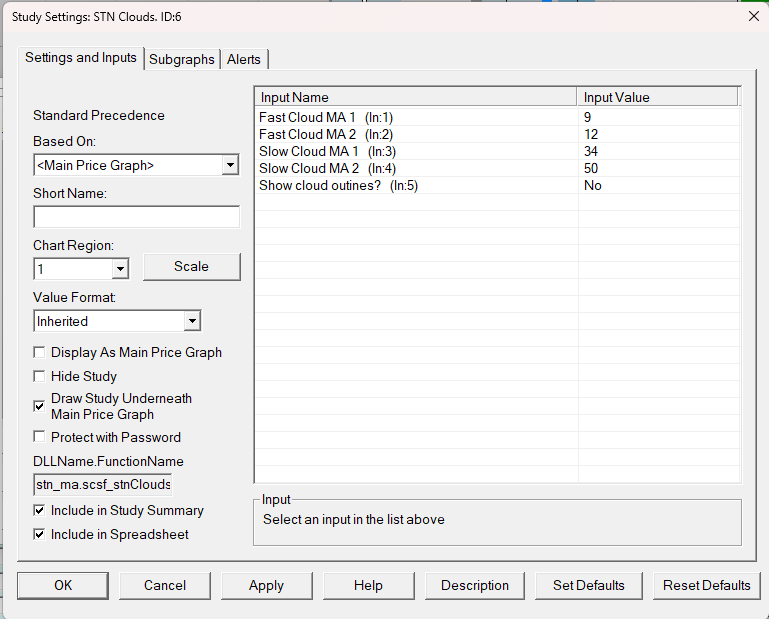 Study Settings: STN Clouds. ID:6
Settings and Inputs
Subgraphs
Alerts
Standard Precedence
Based On:
<Main Price Graph>
Short Name:
Chart Region:
1
Scale
Value Format:
Inherited
Display As Main Price Graph
Hide Study
Draw Study Underneath
Main Price Graph
Protect with Password
DLLName.FunctionName
stn_ma.scsf_stnClouds
Include in Study Summary
Include in Spreadsheet
Input Name Input Value
Fast Cloud MA 1 (In:1) 9
Fast Cloud MA 2 (In:2) 12
Slow Cloud MA 1 (In:3) 34
Slow Cloud MA 2 (In:4) 50
Show cloud outines? (In:5) No
Input
Select an input in the list above
OK
Cancel
Apply
Help
Description
Set Defaults
Reset Defaults